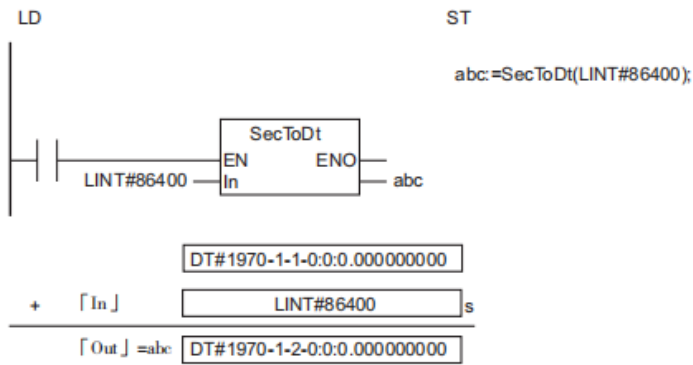 LD
ST
abc:=SecToDt(LINT#86400);
SecToDt
EN ENO
LINT#86400 In abc
DT#1970-1-1-0:0:0.000000000
+ 「In」 LINT#86400 s
「Out」=abc DT#1970-1-2-0:0:0.000000000